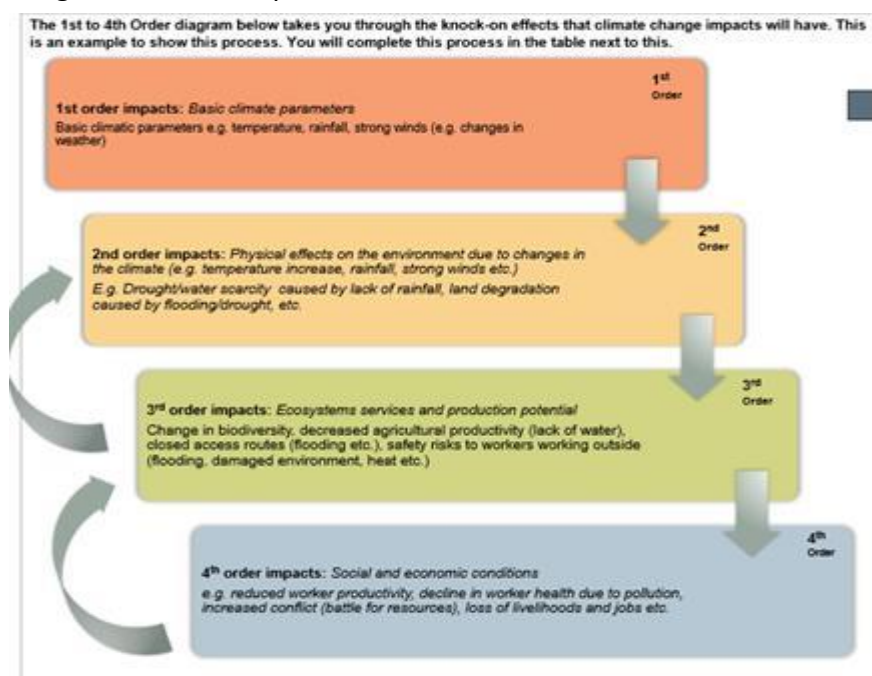 The 1st to 4th Order diagram below takes you through the knock-on effects that climate change impacts will have. This
is an example to show this process. You will complete this process in the table next to this.
1st
Order
1st order impacts: Basic climate parameters
Basic climatic parameters e.g. temperature, rainfall, strong winds (e.g. changes in
weather)
2nd
Order
2nd order impacts: Physical effects on the environment due to changes in
the climate (e.g. temperature increase, rainfall, strong winds etc.)
E.g. Drought/water scarcity caused by lack of rainfall, land degradation
caused by flooding/drought, etc.
3rd
Order
3rd order impacts: Ecosystems services and production potential
Change in biodiversity, decreased agricultural productivity (lack of water),
closed access routes (flooding etc.), safety risks to workers working outside
(flooding, damaged environment, heat etc.)
4th
Order
4th order impacts: Social and economic conditions
e.g. reduced worker productivity, decline in worker health due to pollution,
increased conflict (battle for resources), loss of livelihoods and jobs etc.